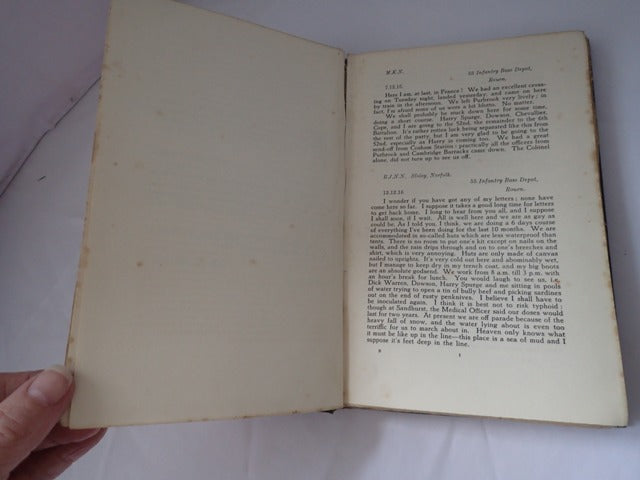 M.K.N.
55 Infantry Base Depot,
Rouen.
7.12.16.
Here I am, at last, in France! We had an excellent cross-
ing on Tuesday night, landed yesterday, and came on here
by train in the afternoon. We left Purbrook very lively; in
fact, I'm afraid some of us were a bit blotto. No matter.
We shall probably be stuck down here for some time,
doing a short course. Harry Spurge, Dowson, Chevallier,
Cape, and I are going to the 52nd, the remainder to the 6th
Battalion. It's rather rotten luck being separated like this from
the rest of the party, but I am very glad to be going to the
52nd, especially as Harry is coming too. We had a great
send-off from Cosham Station; practically all the officers from
Purbrook and Cambridge Barracks came down. The Colonel
alone, did not turn up to see us off.
R.J.N.N. Bixley, Norfolk.
55 Infantry Base Depot,
Rouen.
12.12.16.
I wonder if you have got any of my letters; none have
come here so far. I suppose it takes a good long time for letters
to get back home. I long to hear from you all, and I suppose
I shall soon, if I wait. All is well here and we are as gay as
could be. As I told you, I think, we are doing a 6 days course
of everything I've been doing for the last 10 months. We are
accommodated in so-called huts which are less waterproof than
tents. There is no room to put one's kit except on nails on the
walls, and the rain drips through and on to one's breeches and
shirt, which is very annoying. Huts are only made of canvas
nailed to uprights. It's very cold out here and abominably wet,
but I manage to keep dry in my trench coat, and my big boots
are an absolute godsend. We work from 8 a.m. till 3 p.m. with
an hour's break for lunch. You would laugh to see us, i.e.
Dick Warren, Dowson, Harry Spurge and me sitting in pools
of water trying to open a tin of bully beef and picking sardines
out on the end of rusty penknives. I believe I shall have to
be inoculated again. I think it is best not to risk typhoid:
though at Sandhurst, the Medical Officer said our doses would
last for two years. At present we are off parade because of the
heavy fall of snow, and the water lying about is even too
terrific for us to march about in. Heaven only knows what
it must be like up in the line—this place is a sea of mud and I
suppose it's feet deep in the line.
1